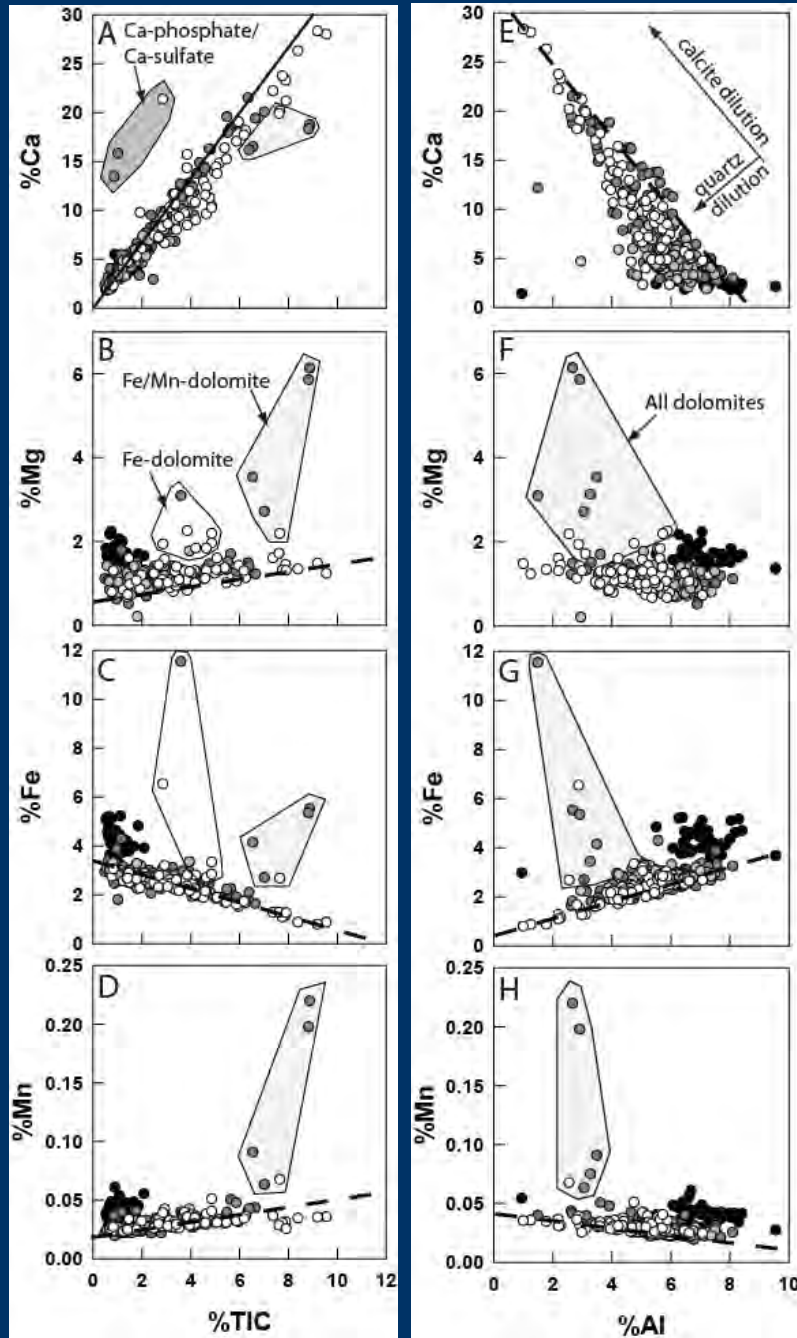 A
Ca-phosphate/
Ca-sulfate
%Ca
30
25
20
15
10
5
0
B
Fe/Mn-dolomite
Fe-dolomite
%Mg
6
4
2
0
C
%Fe
12
10
8
6
4
2
0
D
%Mn
0.25
0.20
0.15
0.10
0.05
0.00
0 2 4 6 8 10 12
%TIC
E
calcite dilution
quartz
dilution
%Ca
30
25
20
15
10
5
0
F
All dolomites
%Mg
6
4
2
0
G
%Fe
12
10
8
6
4
2
0
H
%Mn
0.25
0.20
0.15
0.10
0.05
0.00
0 2 4 6 8 10
%Al